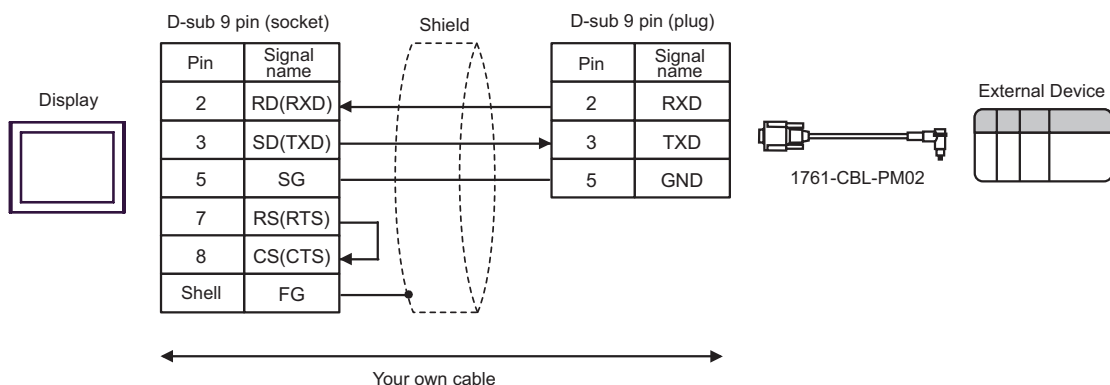 D-sub 9 pin (socket)
Shield
D-sub 9 pin (plug)
Display
Pin Signal name
2 RD(RXD)
3 SD(TXD)
5 SG
7 RS(RTS)
8 CS(CTS)
Shell FG
Pin Signal name
2 RXD
3 TXD
5 GND
1761-CBL-PM02
External Device
Your own cable